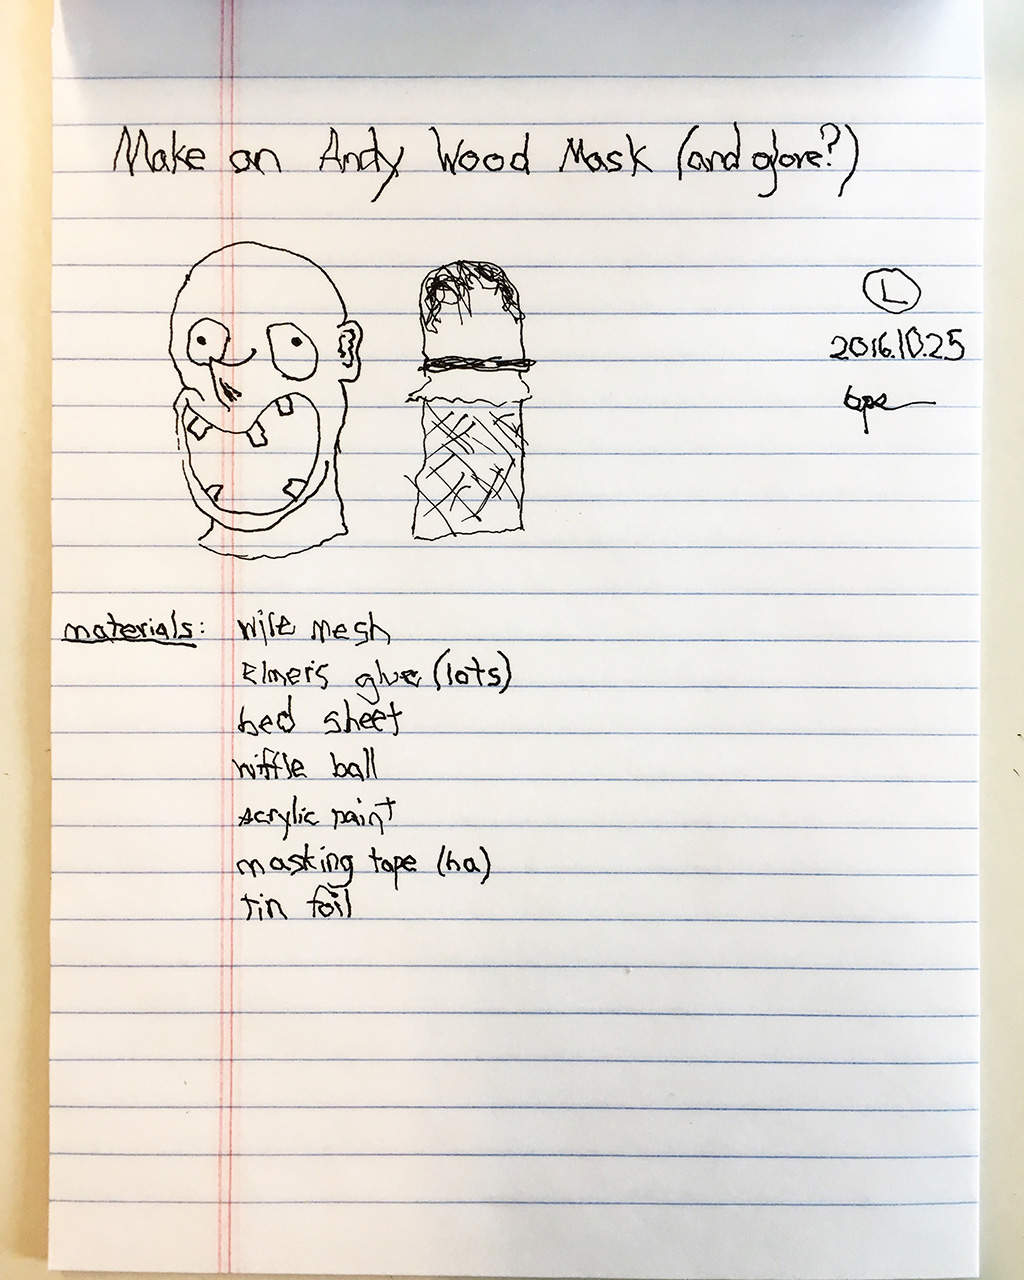 Make an Andy Wood Mask (and glove?)
L
2016.10.25
bps
materials: wire mesh
Elmer's glue (lots)
bed sheet
wiffle ball
acrylic paint
masking tape (ha)
tin foil